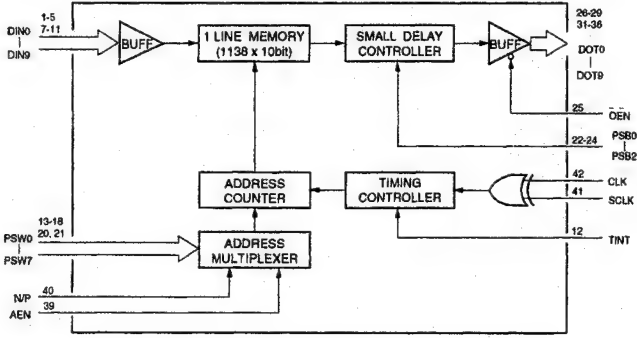 1-5
7-11
DIN0
DIN9
BUFF
1 LINE MEMORY
(1138 x 10bit)
SMALL DELAY
CONTROLLER
BUFF
26-29
31-36
DOT0
DOT9
25
OEN
22-24
PSB0
PSB2
ADDRESS
COUNTER
TIMING
CONTROLLER
42
CLK
41
SCLK
12
TINT
13-18
20, 21
PSW0
PSW7
ADDRESS
MULTIPLEXER
40
N/P
39
AEN